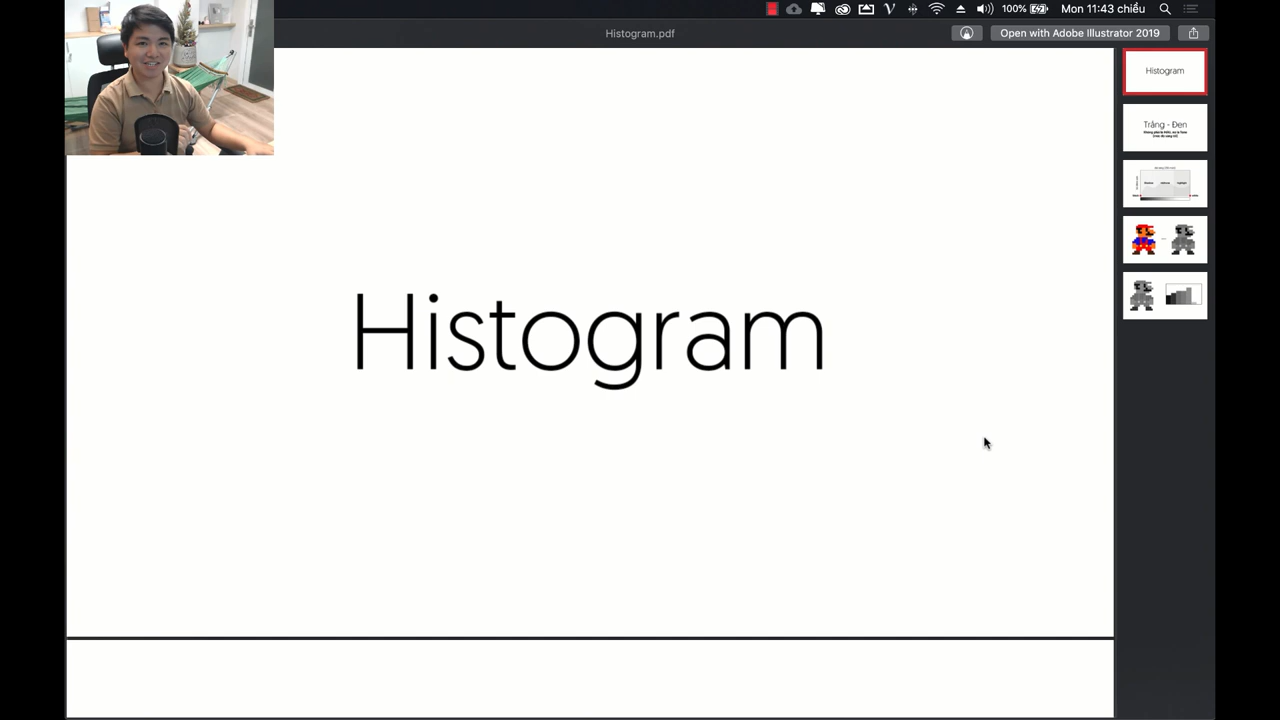 100% Mon 11:43 chiều
Histogram.pdf
Open with Adobe Illustrator 2019
Histogram
Histogram
Trắng - Đen